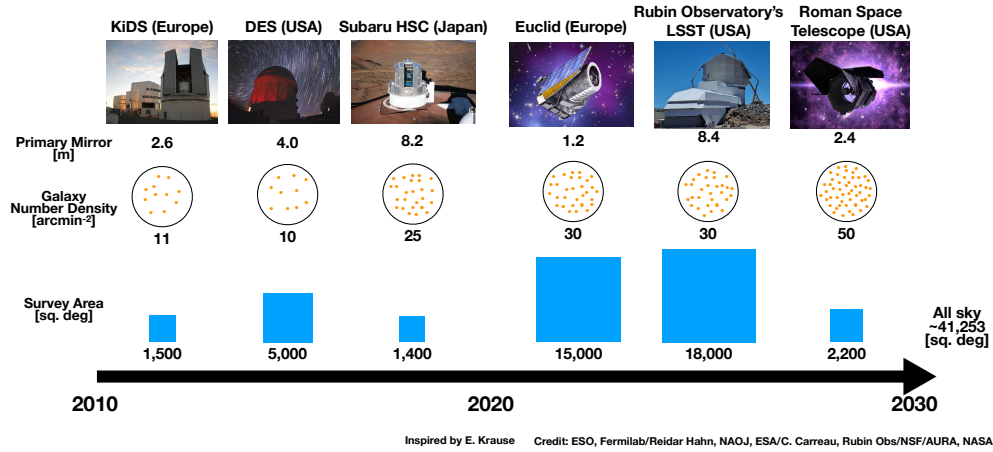 KiDS (Europe)
DES (USA)
Subaru HSC (Japan)
Euclid (Europe)
Rubin Observatory's
LSST (USA)
Roman Space
Telescope (USA)
Primary Mirror
[m]
2.6
4.0
8.2
1.2
8.4
2.4
Galaxy
Number Density
[arcmin-2]
11
10
25
30
30
50
Survey Area
[sq. deg]
1,500
5,000
1,400
15,000
18,000
2,200
All sky
~41,253
[sq. deg]
2010
2020
2030
Inspired by E. Krause
Credit: ESO, Fermilab/Reidar Hahn, NAOJ, ESA/C. Carreau, Rubin Obs/NSF/AURA, NASA